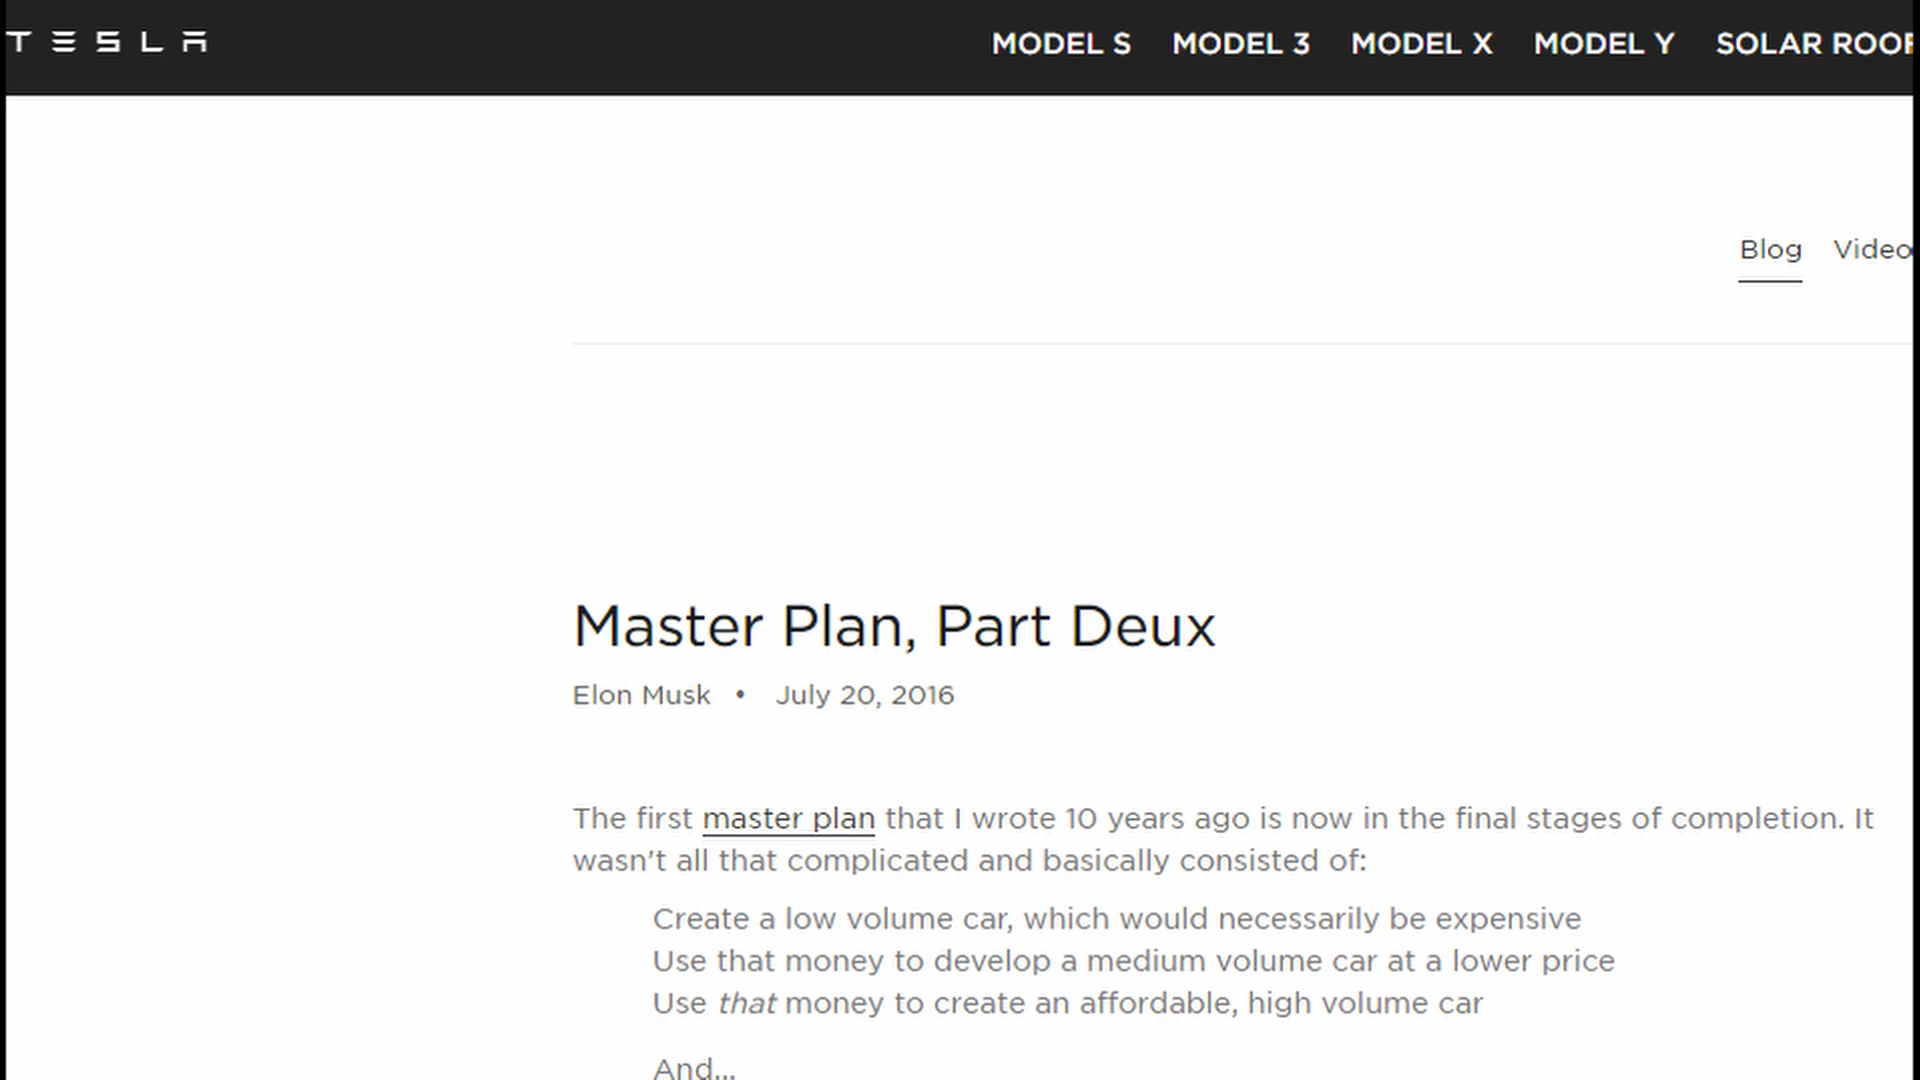 TESLA MODEL S MODEL 3 MODEL X MODEL Y SOLAR ROOF
Blog Video
Master Plan, Part Deux
Elon Musk • July 20, 2016
The first master plan that I wrote 10 years ago is now in the final stages of completion. It
wasn't all that complicated and basically consisted of:
Create a low volume car, which would necessarily be expensive
Use that money to develop a medium volume car at a lower price
Use that money to create an affordable, high volume car
And...